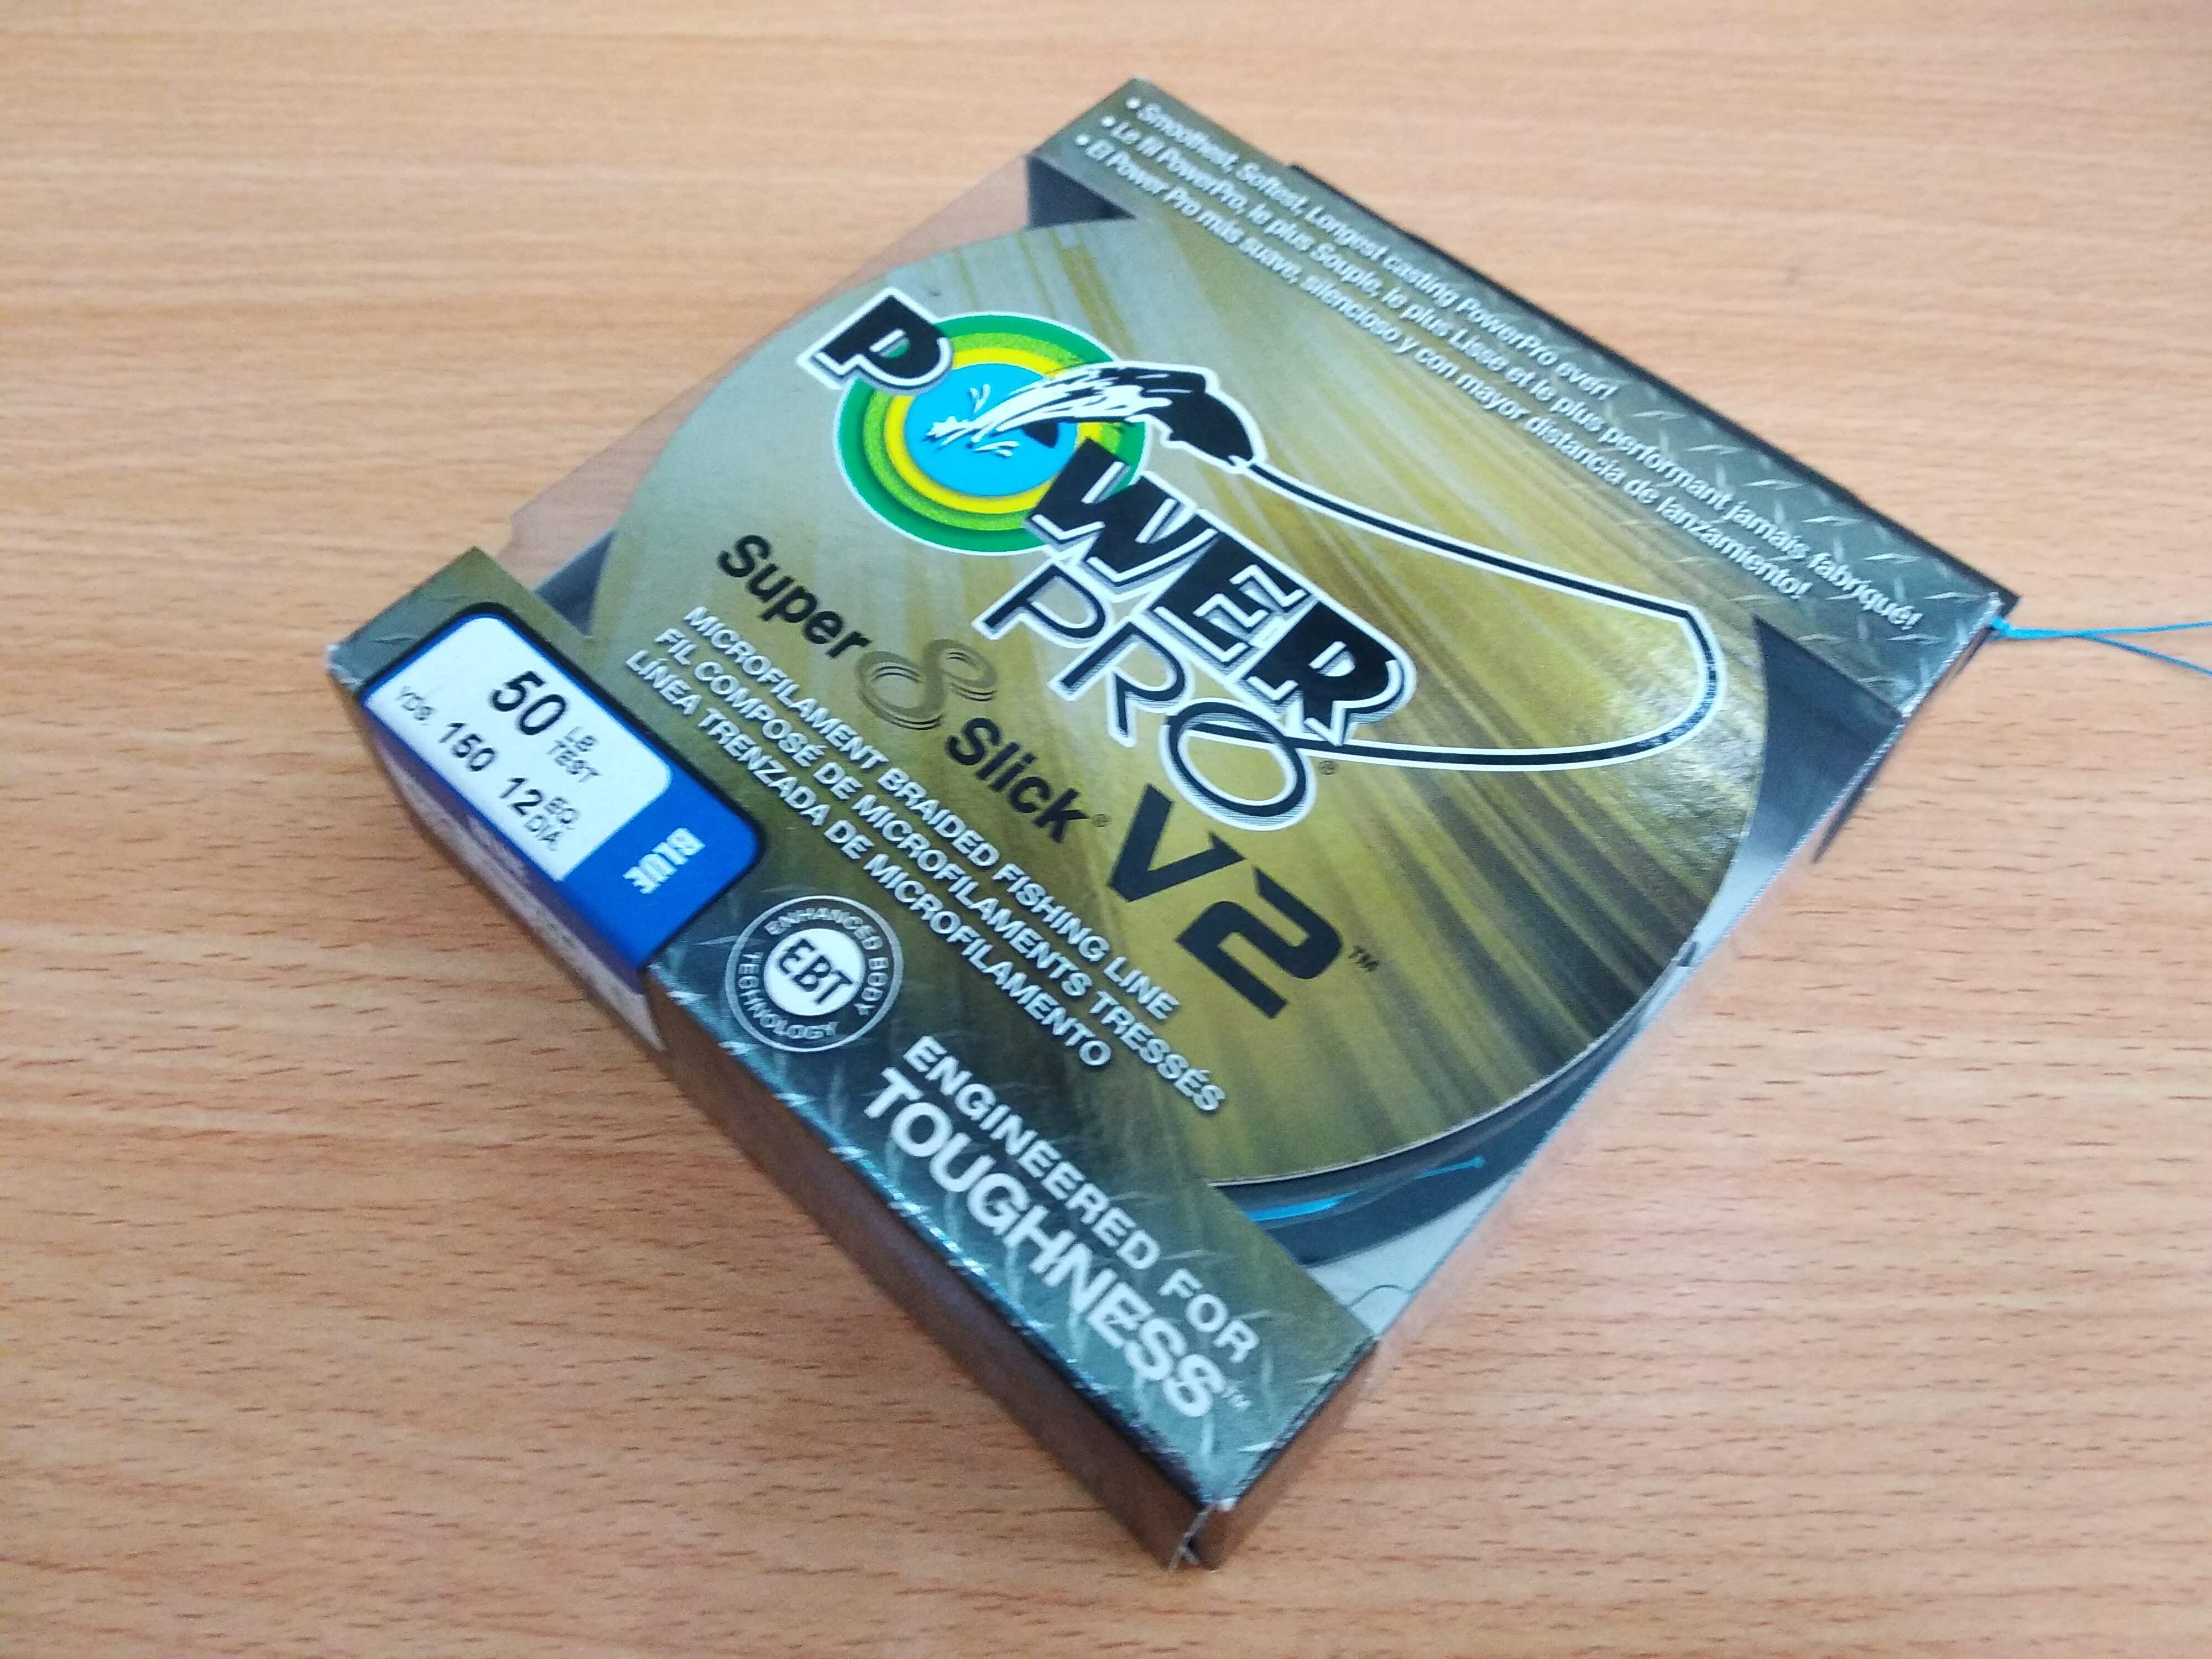 • Smoothest, Softest, Longest casting PowerPro ever!
• Le fil PowerPro, le plus Souple, le plus Lisse et le plus performant jamais fabriqué!
• El Power Pro más suave, silencioso y con mayor distancia de lanzamiento!
POWER
PRO®
Super 8 Slick® V2™
MICROFILAMENT BRAIDED FISHING LINE
FIL COMPOSÉ DE MICROFILAMENTS TRESSÉS
LÍNEA TRENZADA DE MICROFILAMENTO
50 LB TEST
YDS. 150 12 EQ. DIA.
BLUE
ENHANCED BODY
EBT
TECHNOLOGY
ENGINEERED FOR
TOUGHNESS™